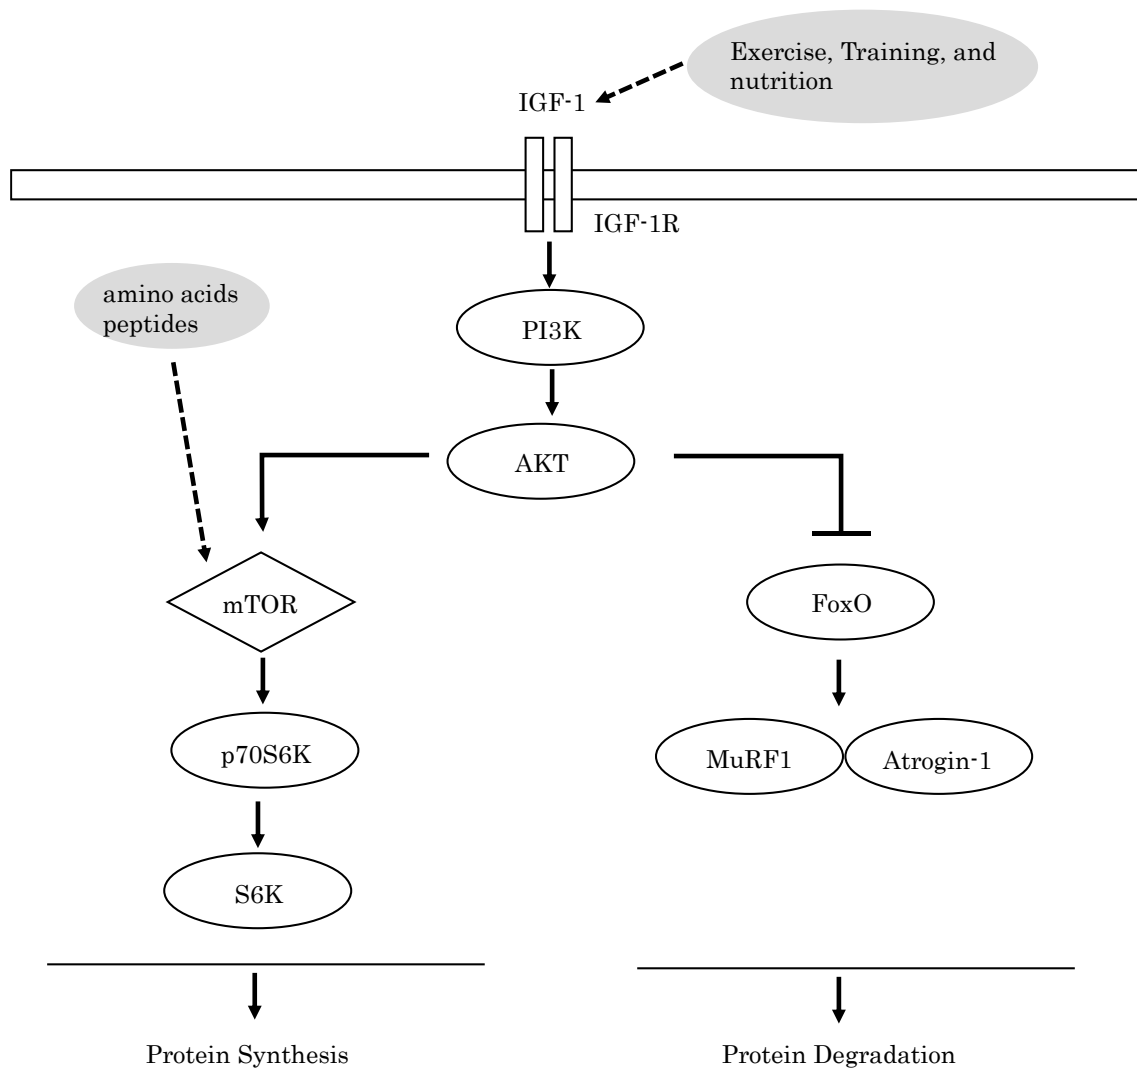 Exercise, Training, and
nutrition
IGF-1
IGF-1R
amino acids
peptides
PI3K
AKT
mTOR
FoxO
p70S6K
MuRF1
Atrogin-1
S6K
Protein Synthesis
Protein Degradation